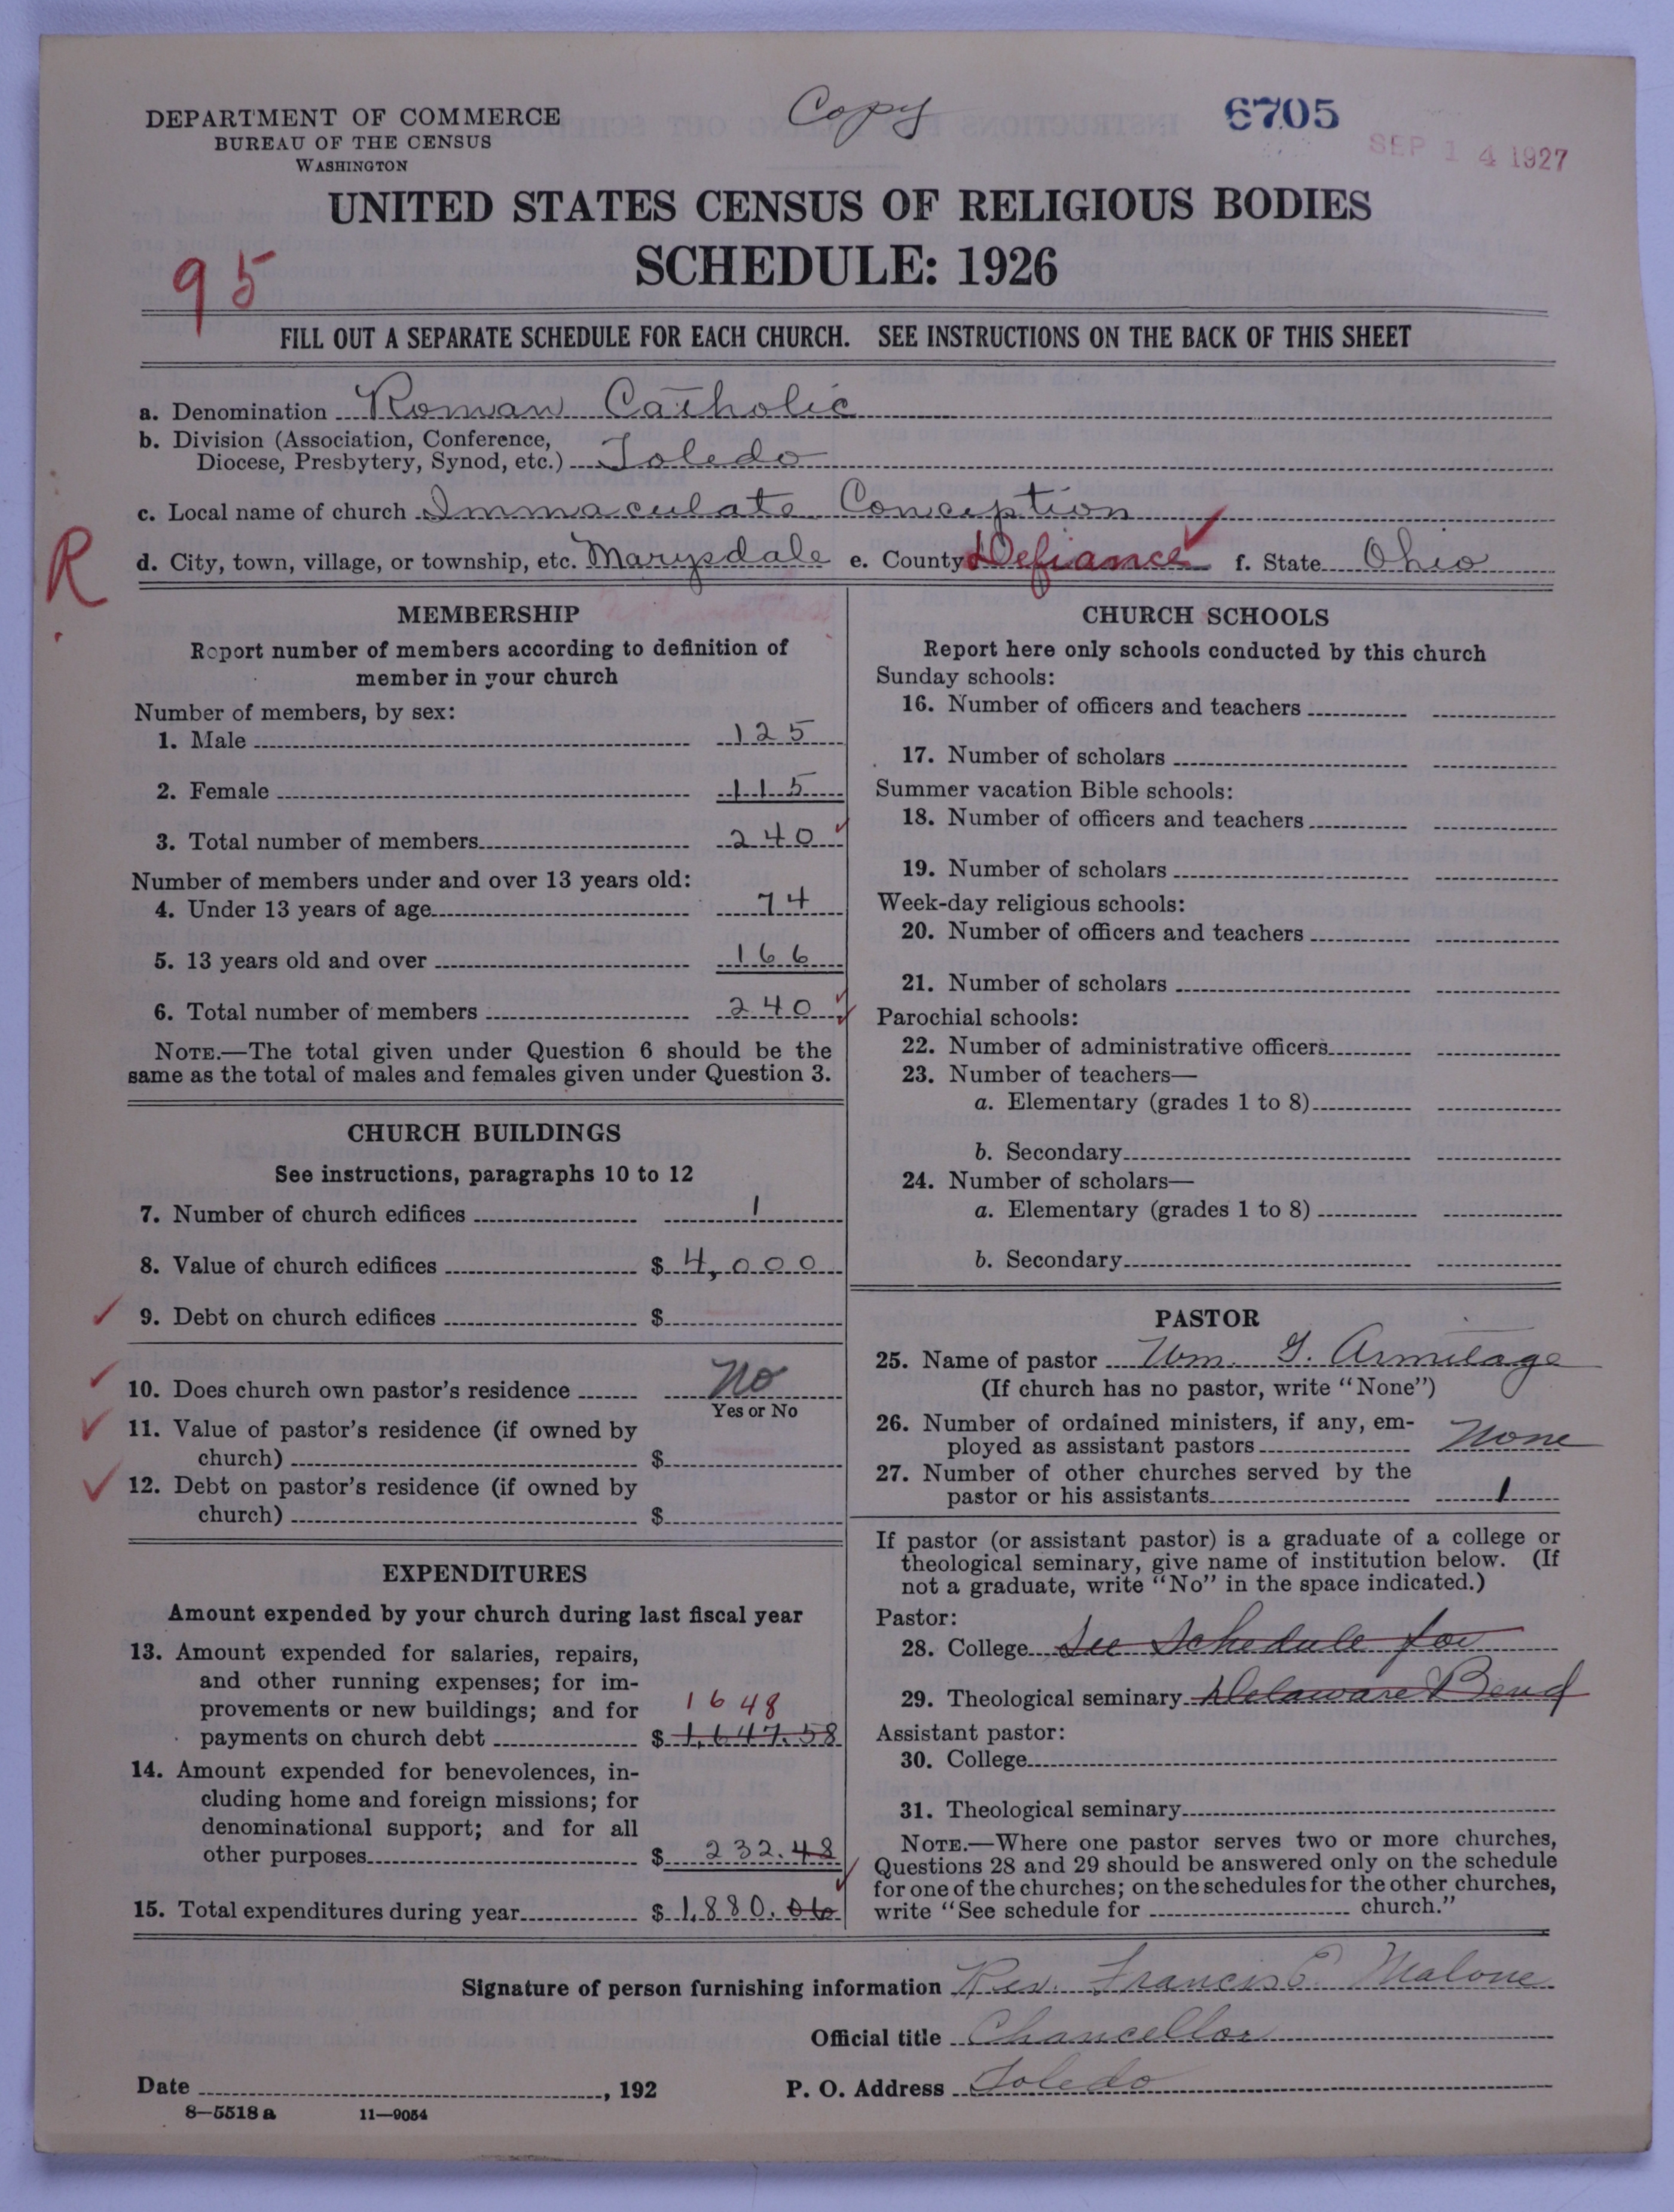 Copy
6705
SEP 14 1927
DEPARTMENT OF COMMERCE
BUREAU OF THE CENSUS
WASHINGTON
UNITED STATES CENSUS OF RELIGIOUS BODIES
SCHEDULE: 1926
95
FILL OUT A SEPARATE SCHEDULE FOR EACH CHURCH. SEE INSTRUCTIONS ON THE BACK OF THIS SHEET
a. Denomination Roman Catholic
b. Division (Association, Conference,
Diocese, Presbytery, Synod, etc.) Toledo
c. Local name of church Immaculate Conception
R
d. City, town, village, or township, etc. Marysdale e. County Defiance f. State Ohio
MEMBERSHIP
Report number of members according to definition of
member in your church
Number of members, by sex:
1. Male 125
2. Female 115
3. Total number of members 240
Number of members under and over 13 years old:
4. Under 13 years of age 74
5. 13 years old and over 166
6. Total number of members 240
NOTE.—The total given under Question 6 should be the
same as the total of males and females given under Question 3.
CHURCH BUILDINGS
See instructions, paragraphs 10 to 12
7. Number of church edifices 1
8. Value of church edifices $ 4,000
9. Debt on church edifices $
10. Does church own pastor's residence No
Yes or No
11. Value of pastor's residence (if owned by
church) $
12. Debt on pastor's residence (if owned by
church) $
EXPENDITURES
Amount expended by your church during last fiscal year
13. Amount expended for salaries, repairs,
and other running expenses; for im-
provements or new buildings; and for 1648
payments on church debt $ 1,647.58
14. Amount expended for benevolences, in-
cluding home and foreign missions; for
denominational support; and for all
other purposes $ 232.48
15. Total expenditures during year $ 1,880.06
CHURCH SCHOOLS
Report here only schools conducted by this church
Sunday schools:
16. Number of officers and teachers
17. Number of scholars
Summer vacation Bible schools:
18. Number of officers and teachers
19. Number of scholars
Week-day religious schools:
20. Number of officers and teachers
21. Number of scholars
Parochial schools:
22. Number of administrative officers
23. Number of teachers—
a. Elementary (grades 1 to 8)
b. Secondary
24. Number of scholars—
a. Elementary (grades 1 to 8)
b. Secondary
PASTOR
25. Name of pastor Wm. G. Armitage
(If church has no pastor, write "None")
26. Number of ordained ministers, if any, em-
ployed as assistant pastors None
27. Number of other churches served by the
pastor or his assistants 1
If pastor (or assistant pastor) is a graduate of a college or
theological seminary, give name of institution below. (If
not a graduate, write "No" in the space indicated.)
Pastor:
28. College See Schedule for
29. Theological seminary Delaware Bend
Assistant pastor:
30. College
31. Theological seminary
NOTE.—Where one pastor serves two or more churches,
Questions 28 and 29 should be answered only on the schedule
for one of the churches; on the schedules for the other churches,
write "See schedule for church."
Signature of person furnishing information Rev. Francis E. Malone
Official title Chancellor
Date , 192 P. O. Address Toledo
8—5518 a 11—9054